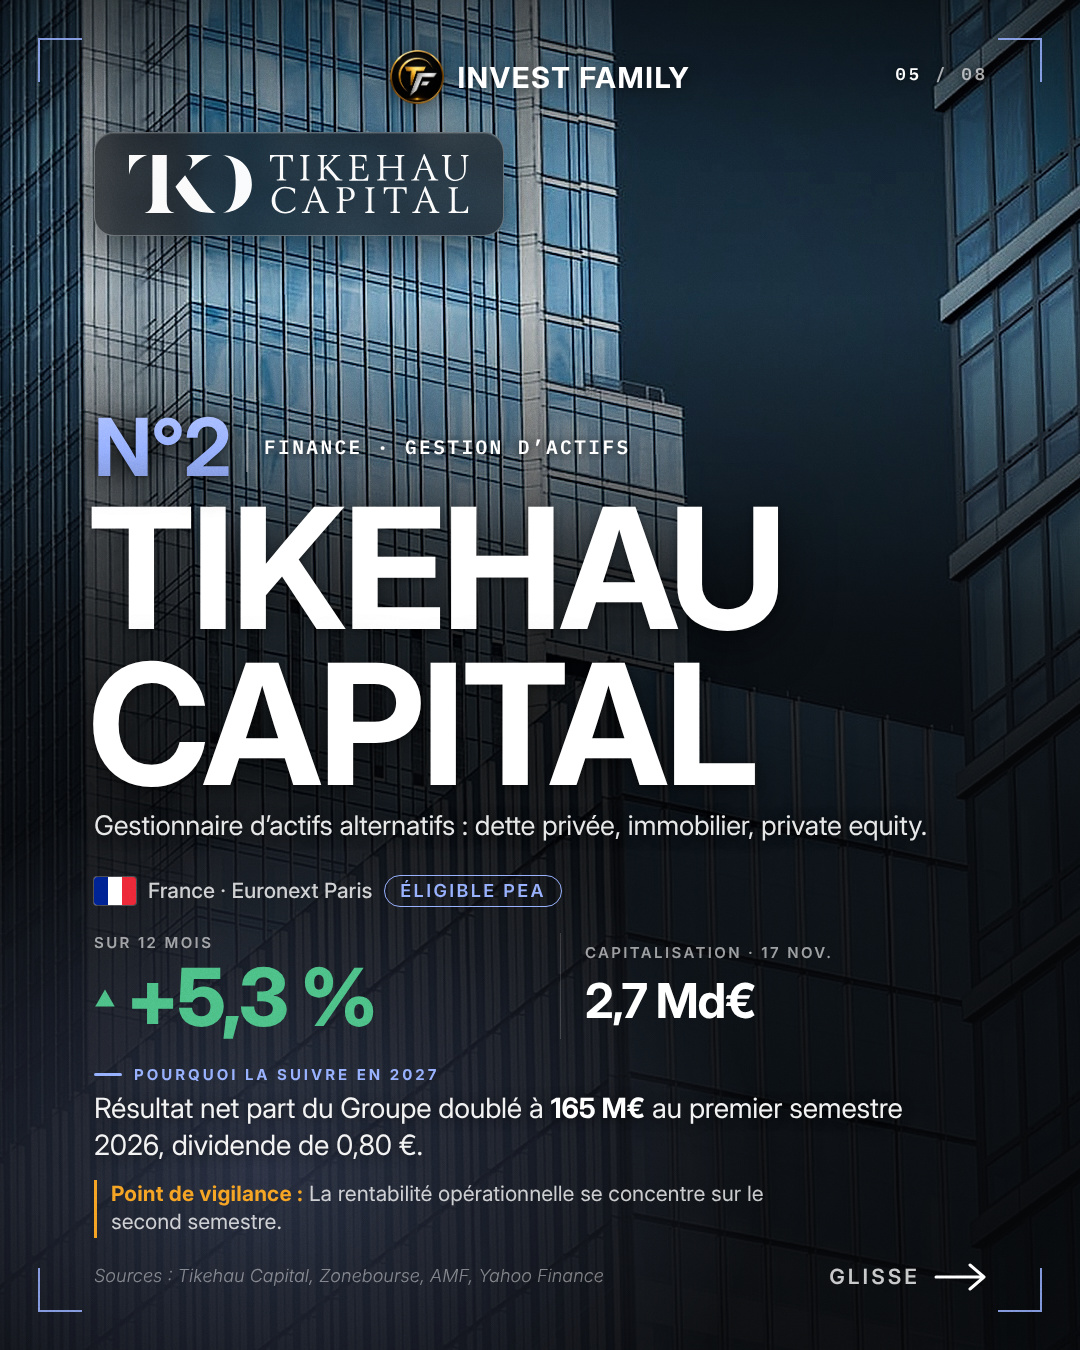 INVEST FAMILY
05 / 08
TIKEHAU
CAPITAL
N°2
FINANCE · GESTION D’ACTIFS
TIKEHAU
CAPITAL
Gestionnaire d’actifs alternatifs : dette privée, immobilier, private equity.
France · Euronext Paris
ÉLIGIBLE PEA
SUR 12 MOIS
▲ +5,3 %
CAPITALISATION · 17 NOV.
2,7 Md€
POURQUOI LA SUIVRE EN 2027
Résultat net part du Groupe doublé à 165 M€ au premier semestre
2026, dividende de 0,80 €.
Point de vigilance : La rentabilité opérationnelle se concentre sur le
second semestre.
Sources : Tikehau Capital, Zonebourse, AMF, Yahoo Finance
GLISSE →